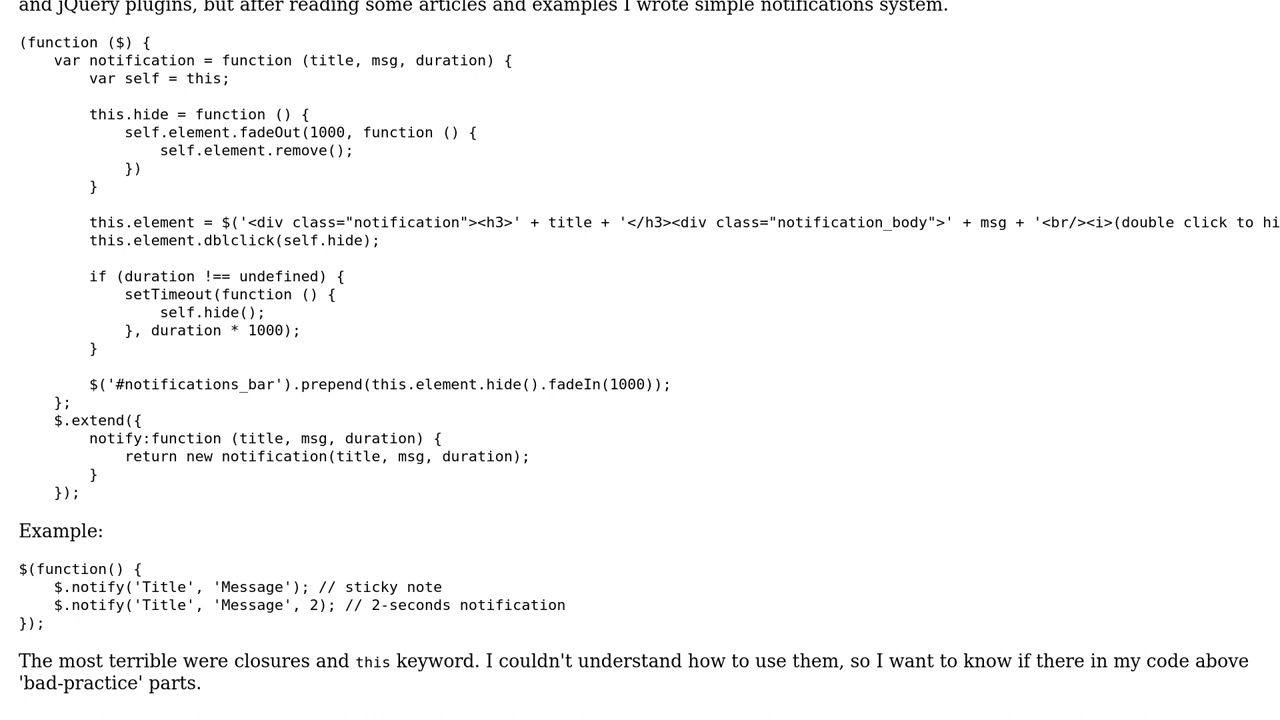 and jQuery plugins, but after reading some articles and examples I wrote simple notifications system.
(function ($) {
    var notification = function (title, msg, duration) {
        var self = this;

        this.hide = function () {
            self.element.fadeOut(1000, function () {
                self.element.remove();
            })
        }

        this.element = $('<div class="notification"><h3>' + title + '</h3><div class="notification_body">' + msg + '<br/><i>(double click to hi
        this.element.dblclick(self.hide);

        if (duration !== undefined) {
            setTimeout(function () {
                self.hide();
            }, duration * 1000);
        }

        $('#notifications_bar').prepend(this.element.hide().fadeIn(1000));
    };
    $.extend({
        notify:function (title, msg, duration) {
            return new notification(title, msg, duration);
        }
    });
Example:
$(function() {
    $.notify('Title', 'Message'); // sticky note
    $.notify('Title', 'Message', 2); // 2-seconds notification
});
The most terrible were closures and this keyword. I couldn't understand how to use them, so I want to know if there in my code above
'bad-practice' parts.